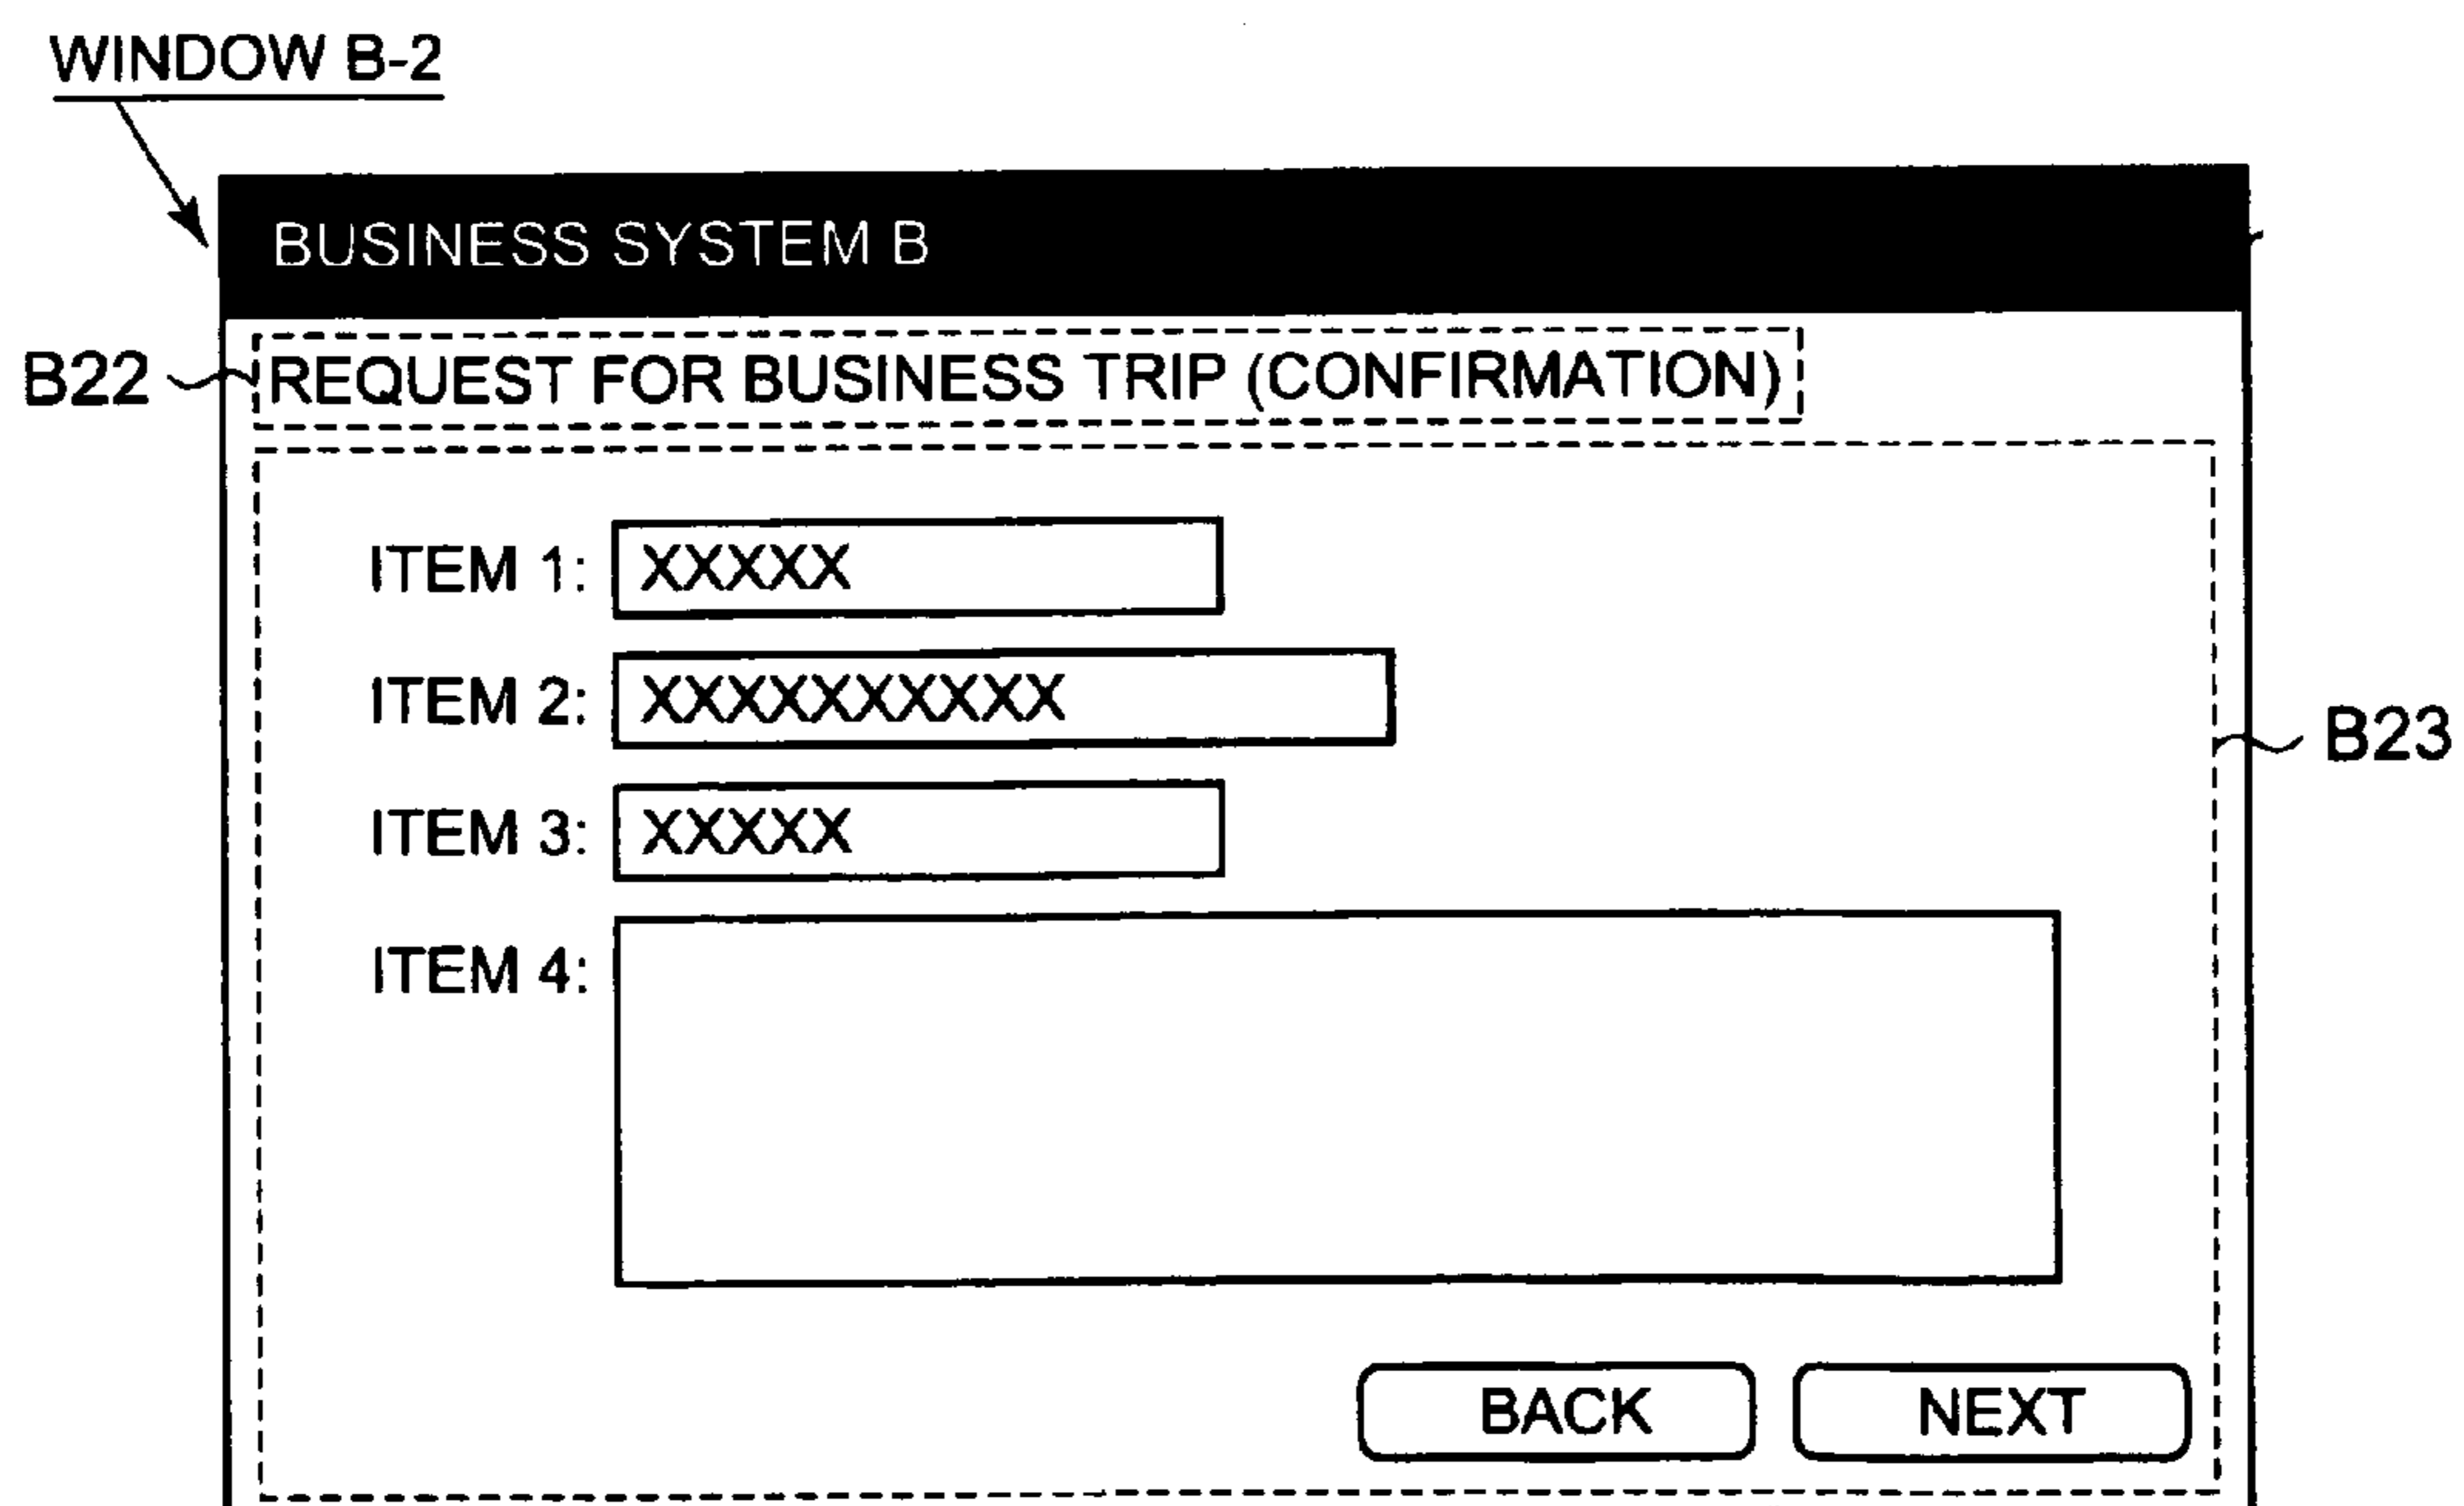 WINDOW B-2
BUSINESS SYSTEM B
B22
REQUEST FOR BUSINESS TRIP (CONFIRMATION)
ITEM 1: XXXXX
ITEM 2: XXXXXXXXXX
B23
ITEM 3: XXXXX
ITEM 4:
BACK NEXT